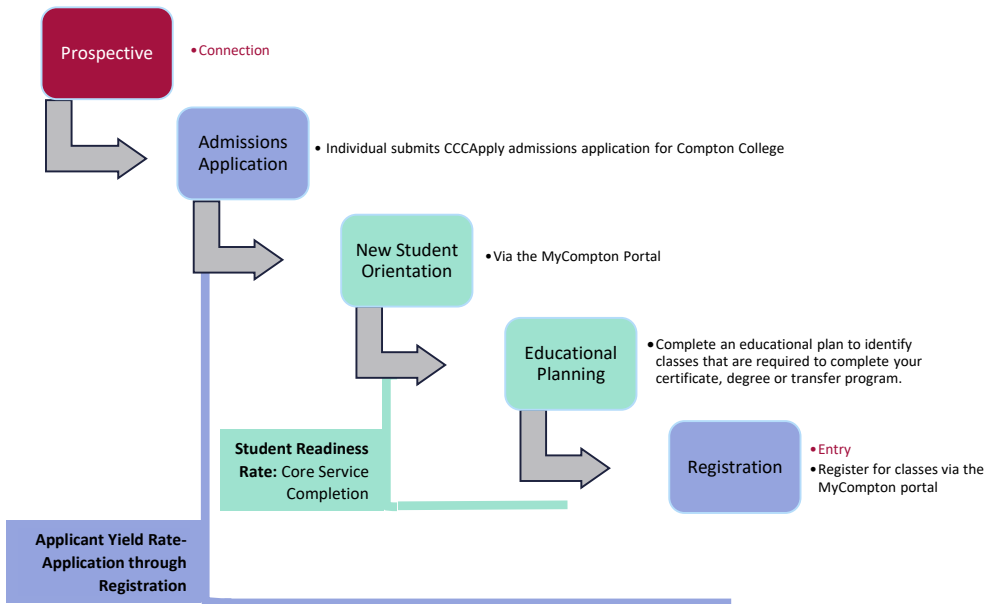 Prospective
•Connection
Admissions
Application
• Individual submits CCCApply admissions application for Compton College
New Student
Orientation
•Via the MyCompton Portal
Educational
Planning
•Complete an educational plan to identify
classes that are required to complete your
certificate, degree or transfer program.
Student Readiness
Rate: Core Service
Completion
Registration
•Entry
•Register for classes via the
MyCompton portal
Applicant Yield Rate-
Application through
Registration